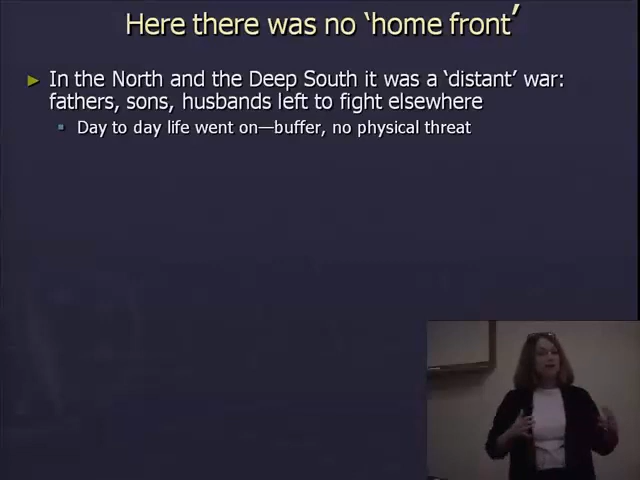 Here there was no ‘home front’
In the North and the Deep South it was a ‘distant’ war:
fathers, sons, husbands left to fight elsewhere
Day to day life went on—buffer, no physical threat